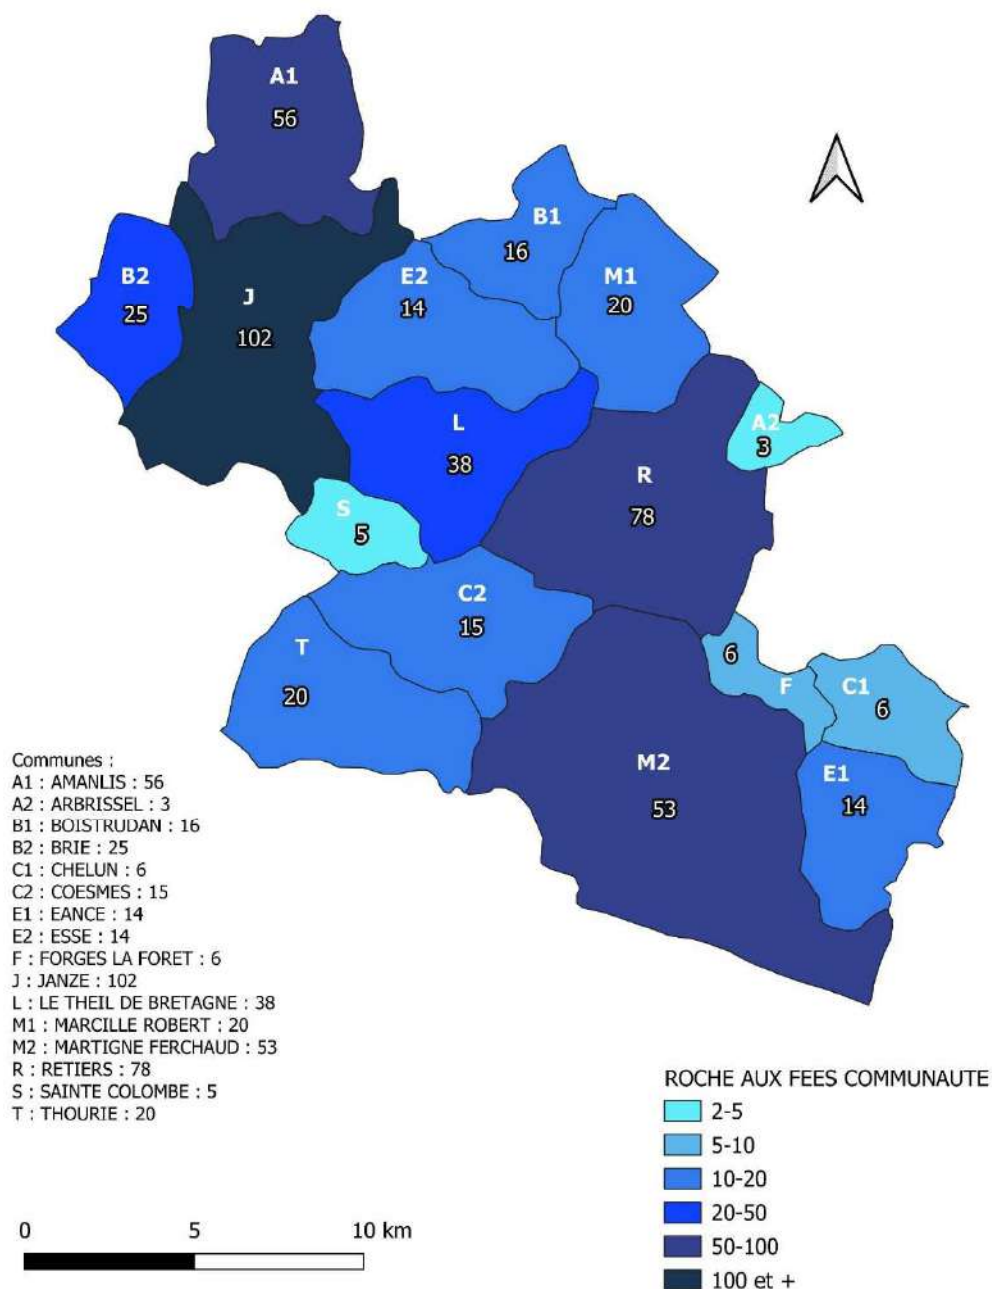 A1
56
B1
16
B2
25
E2
14
M1
20
J
102
A2
3
L
38
R
78
S
5
C2
15
T
20
6
F
C1
6
M2
53
E1
14
Communes :
A1 : AMANLIS : 56
A2 : ARBRISSEL : 3
B1 : BOISTRUDAN : 16
B2 : BRIE : 25
C1 : CHELUN : 6
C2 : COESMES : 15
E1 : EANCE : 14
E2 : ESSE : 14
F : FORGES LA FORET : 6
J : JANZE : 102
L : LE THEIL DE BRETAGNE : 38
M1 : MARCILLE ROBERT : 20
M2 : MARTIGNE FERCHAUD : 53
R : RETIERS : 78
S : SAINTE COLOMBE : 5
T : THOURIE : 20
ROCHE AUX FEES COMMUNAUTE
2-5
5-10
10-20
20-50
50-100
100 et +
0 5 10 km